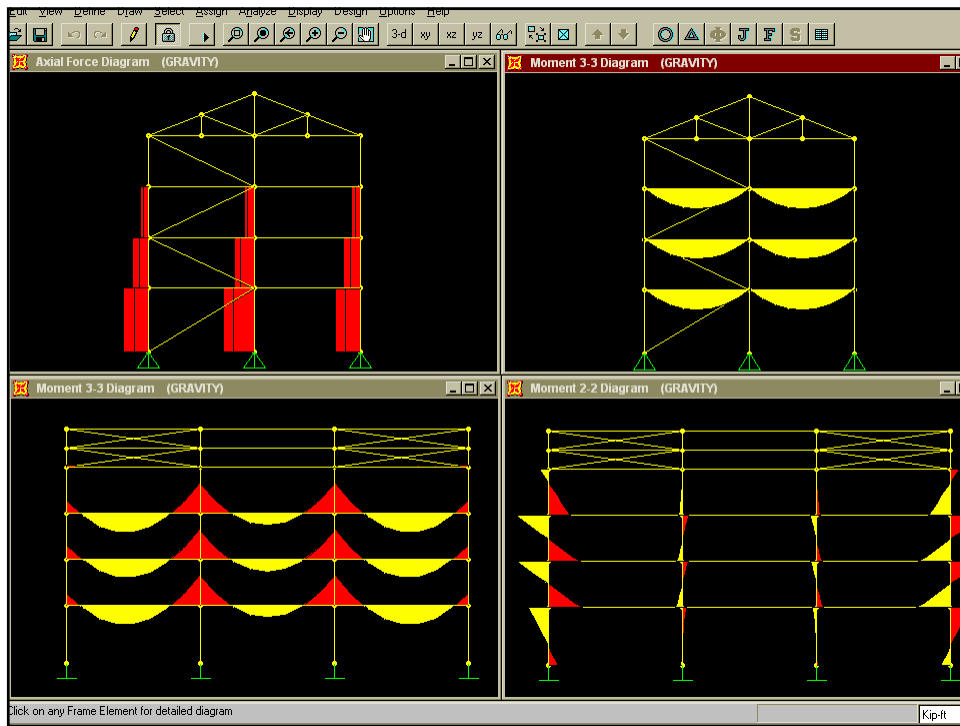 Edit View Define Draw Select Assign Analyze Display Design Options Help
3-d xy xz yz J F S
Axial Force Diagram (GRAVITY)
Moment 3-3 Diagram (GRAVITY)
Moment 3-3 Diagram (GRAVITY)
Moment 2-2 Diagram (GRAVITY)
Click on any Frame Element for detailed diagram
Kip-ft